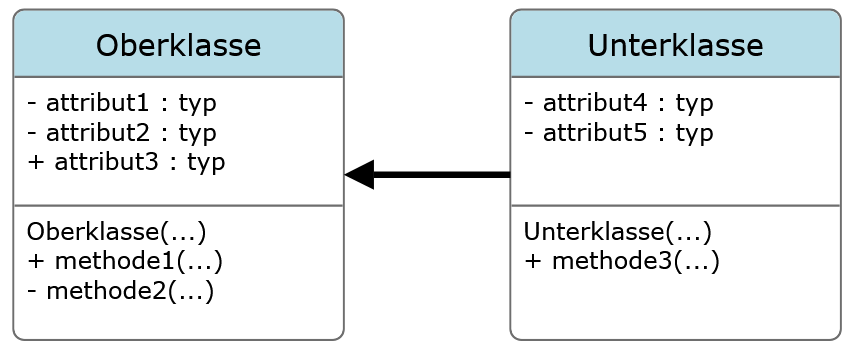 Oberklasse
- attribut1 : typ
- attribut2 : typ
+ attribut3 : typ
Oberklasse(...)
+ methode1(...)
- methode2(...)
Unterklasse
- attribut4 : typ
- attribut5 : typ
Unterklasse(...)
+ methode3(...)